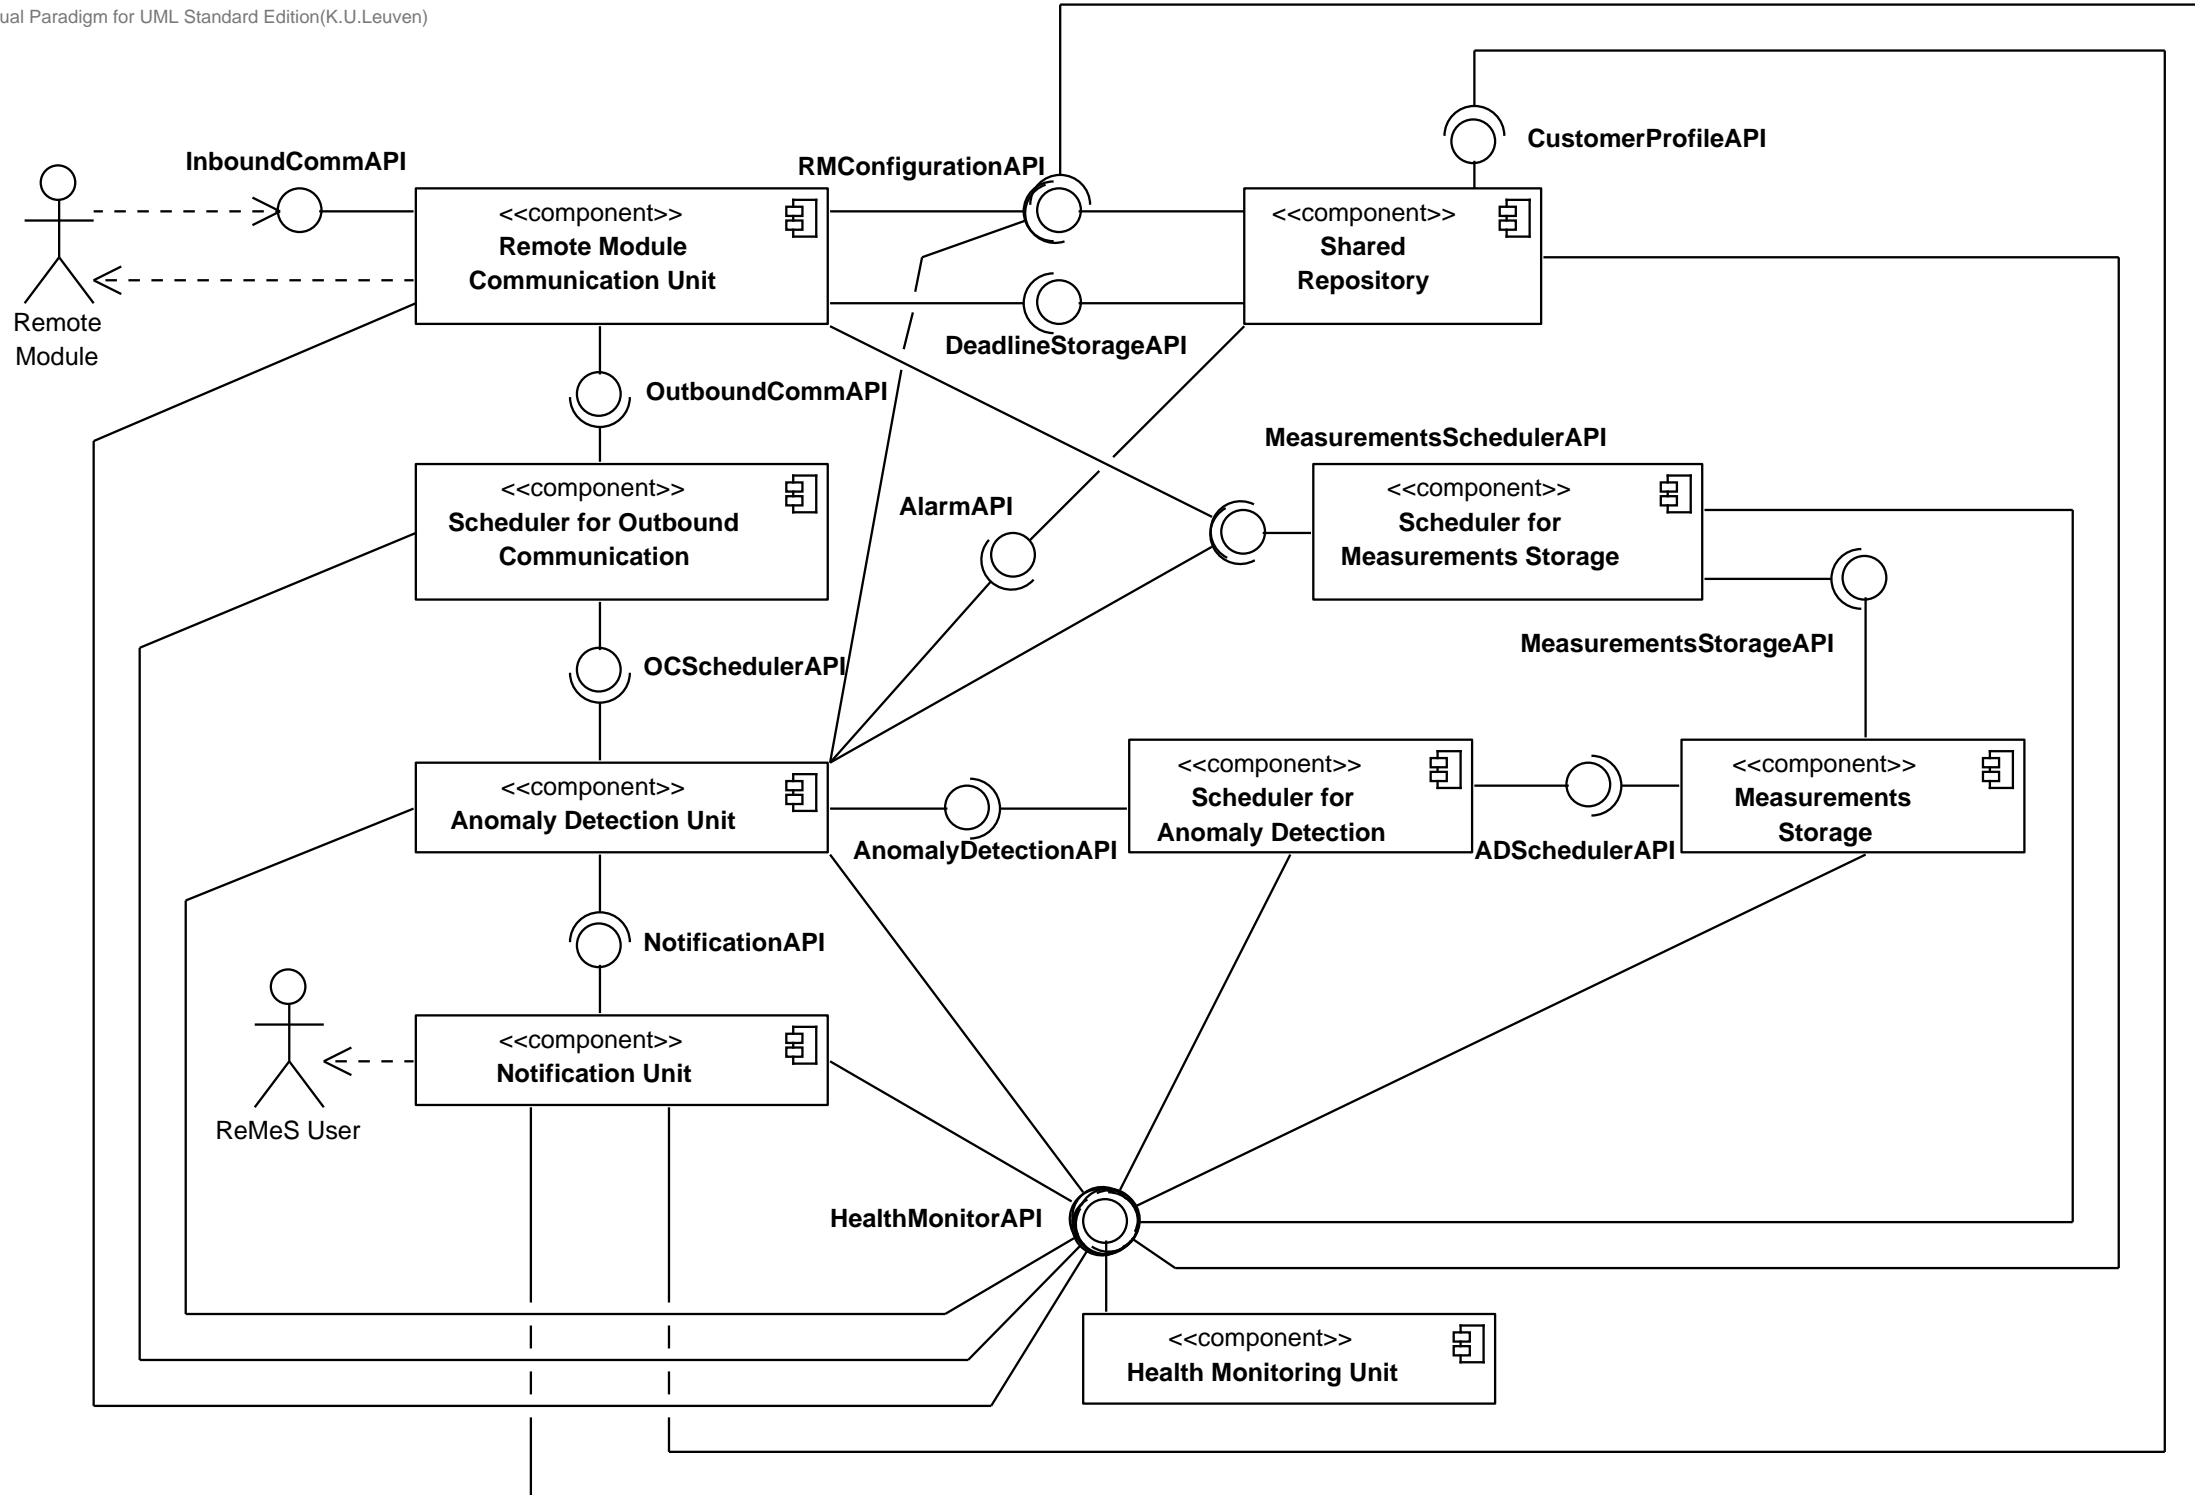 ual Paradigm for UML Standard Edition(K.U.Leuven)
CustomerProfileAPI
InboundCommAPI
RMConfigurationAPI
<<component>>
Remote Module
Communication Unit
<<component>>
Shared
Repository
Remote
Module
DeadlineStorageAPI
OutboundCommAPI
MeasurementsSchedulerAPI
<<component>>
Scheduler for Outbound
Communication
AlarmAPI
<<component>>
Scheduler for
Measurements Storage
MeasurementsStorageAPI
OCSchedulerAPI
<<component>>
Anomaly Detection Unit
AnomalyDetectionAPI
<<component>>
Scheduler for
Anomaly Detection
ADSchedulerAPI
<<component>>
Measurements
Storage
NotificationAPI
<<component>>
Notification Unit
ReMeS User
HealthMonitorAPI
<<component>>
Health Monitoring Unit